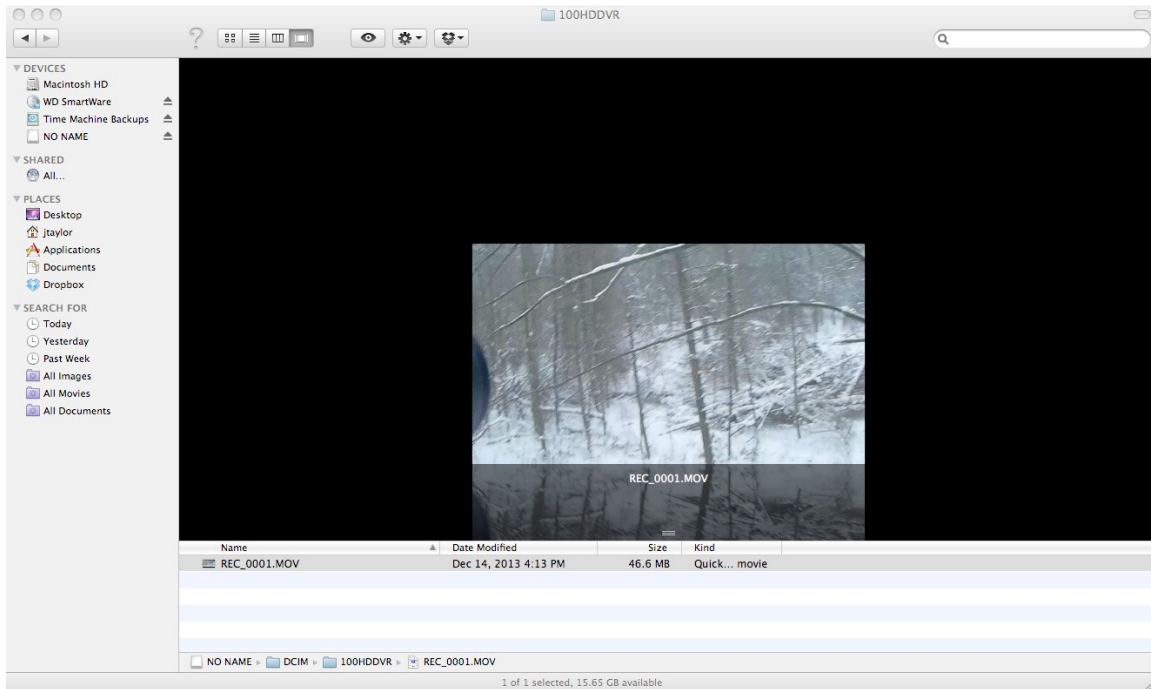 100HDDVR
DEVICES
Macintosh HD
WD SmartWare
Time Machine Backups
NO NAME
SHARED
All...
PLACES
Desktop
jtaylor
Applications
Documents
Dropbox
SEARCH FOR
Today
Yesterday
Past Week
All Images
All Movies
All Documents
REC_0001.MOV
Name Date Modified Size Kind
REC_0001.MOV Dec 14, 2013 4:13 PM 46.6 MB Quick... movie
NO NAME DCIM 100HDDVR REC_0001.MOV
1 of 1 selected, 15.65 GB available